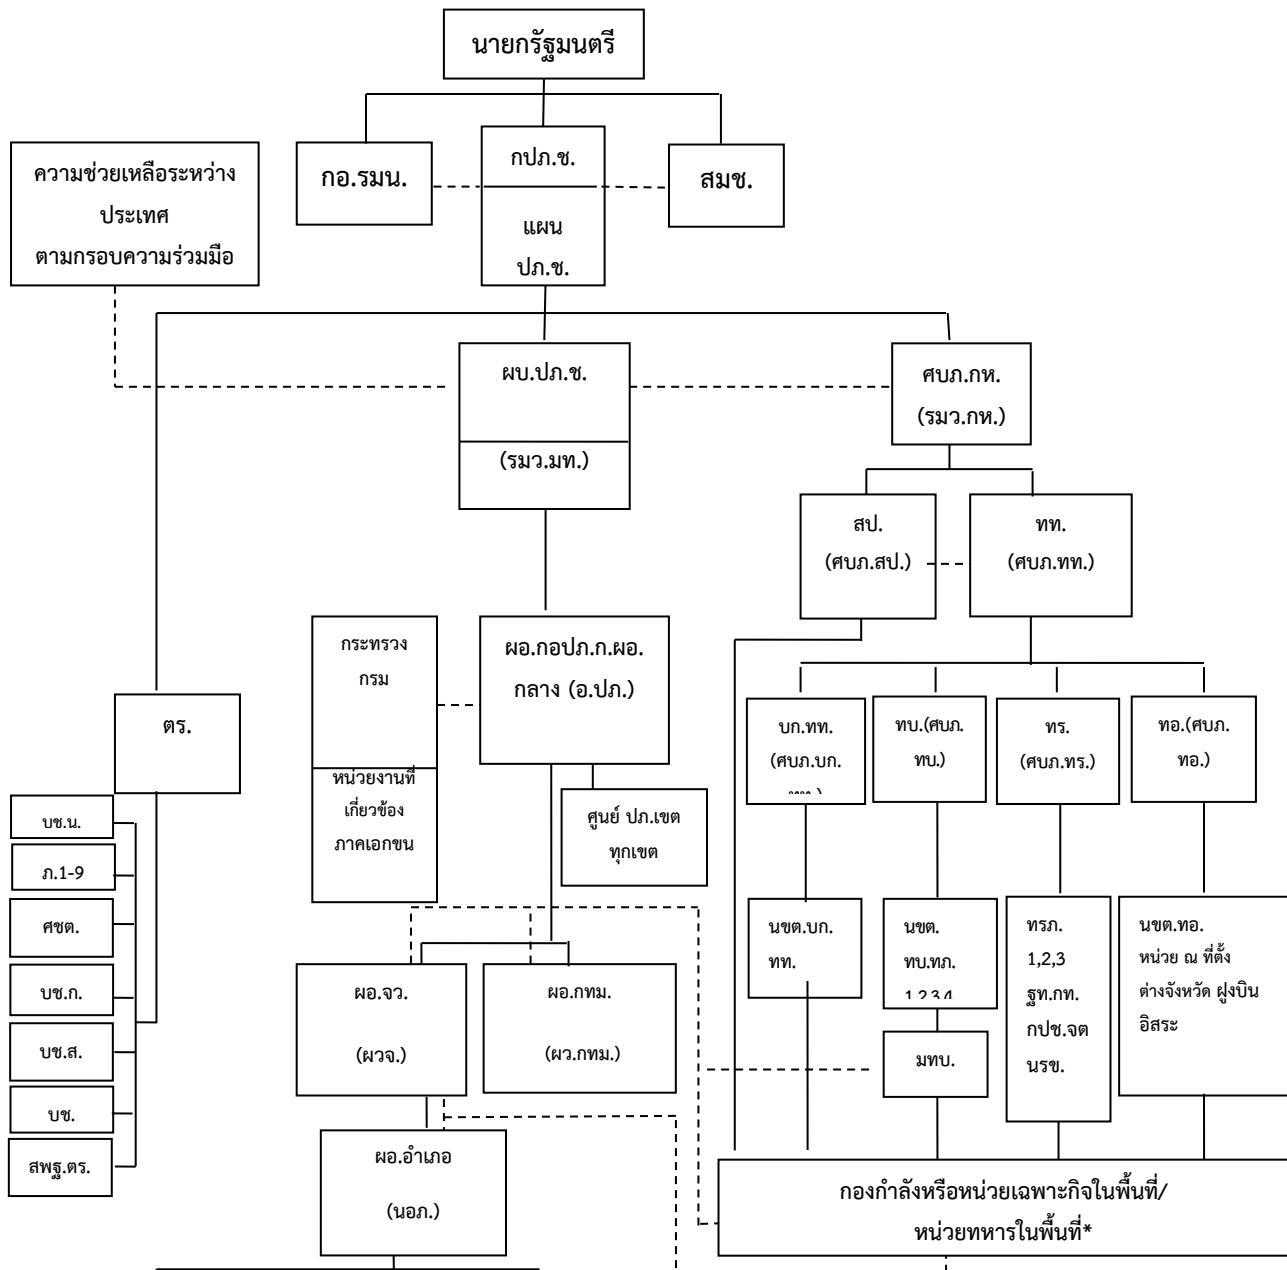 นายกรัฐมนตรี
ความช่วยเหลือระหว่าง
ประเทศ
ตามกรอบความร่วมมือ
กอ.รมน.
กปภ.ช.
แผน
ปภ.ช.
สมช.
ผบ.ปภ.ช.
(รมว.มท.)
ศบภ.กห.
(รมว.กห.)
สป.
(ศบภ.สป.)
ทท.
(ศบภ.ทท.)
กระทรวง
กรม
หน่วยงานที่
เกี่ยวข้อง
ภาคเอกขน
ผอ.กอปภ.ก.ผอ.
กลาง (อ.ปภ.)
ศูนย์ ปภ.เขต
ทุกเขต
ตร.
บก.ทท.
(ศบภ.บก.
ทบ.(ศบภ.
ทบ.)
ทร.
(ศบภ.ทร.)
ทอ.(ศบภ.
ทอ.)
บช.น.
ภ.1-9
ศชต.
บช.ก.
บช.ส.
บช.
สพฐ.ตร.
นขต.บก.
ทท.
นขต.
ทบ.ทภ.
1,2,3,4
มทบ.
ทรภ.
1,2,3
ฐท.กท.
กปช.จต
นรข.
นขต.ทอ.
หน่วย ณ ที่ตั้ง
ต่างจังหวัด ฝูงบิน
อิสระ
ผอ.จว.
(ผวจ.)
ผอ.กทม.
(ผว.กทม.)
ผอ.อำเภอ
(นอภ.)
กองกำลังหรือหน่วยเฉพาะกิจในพื้นที่/
หน่วยทหารในพื้นที่*